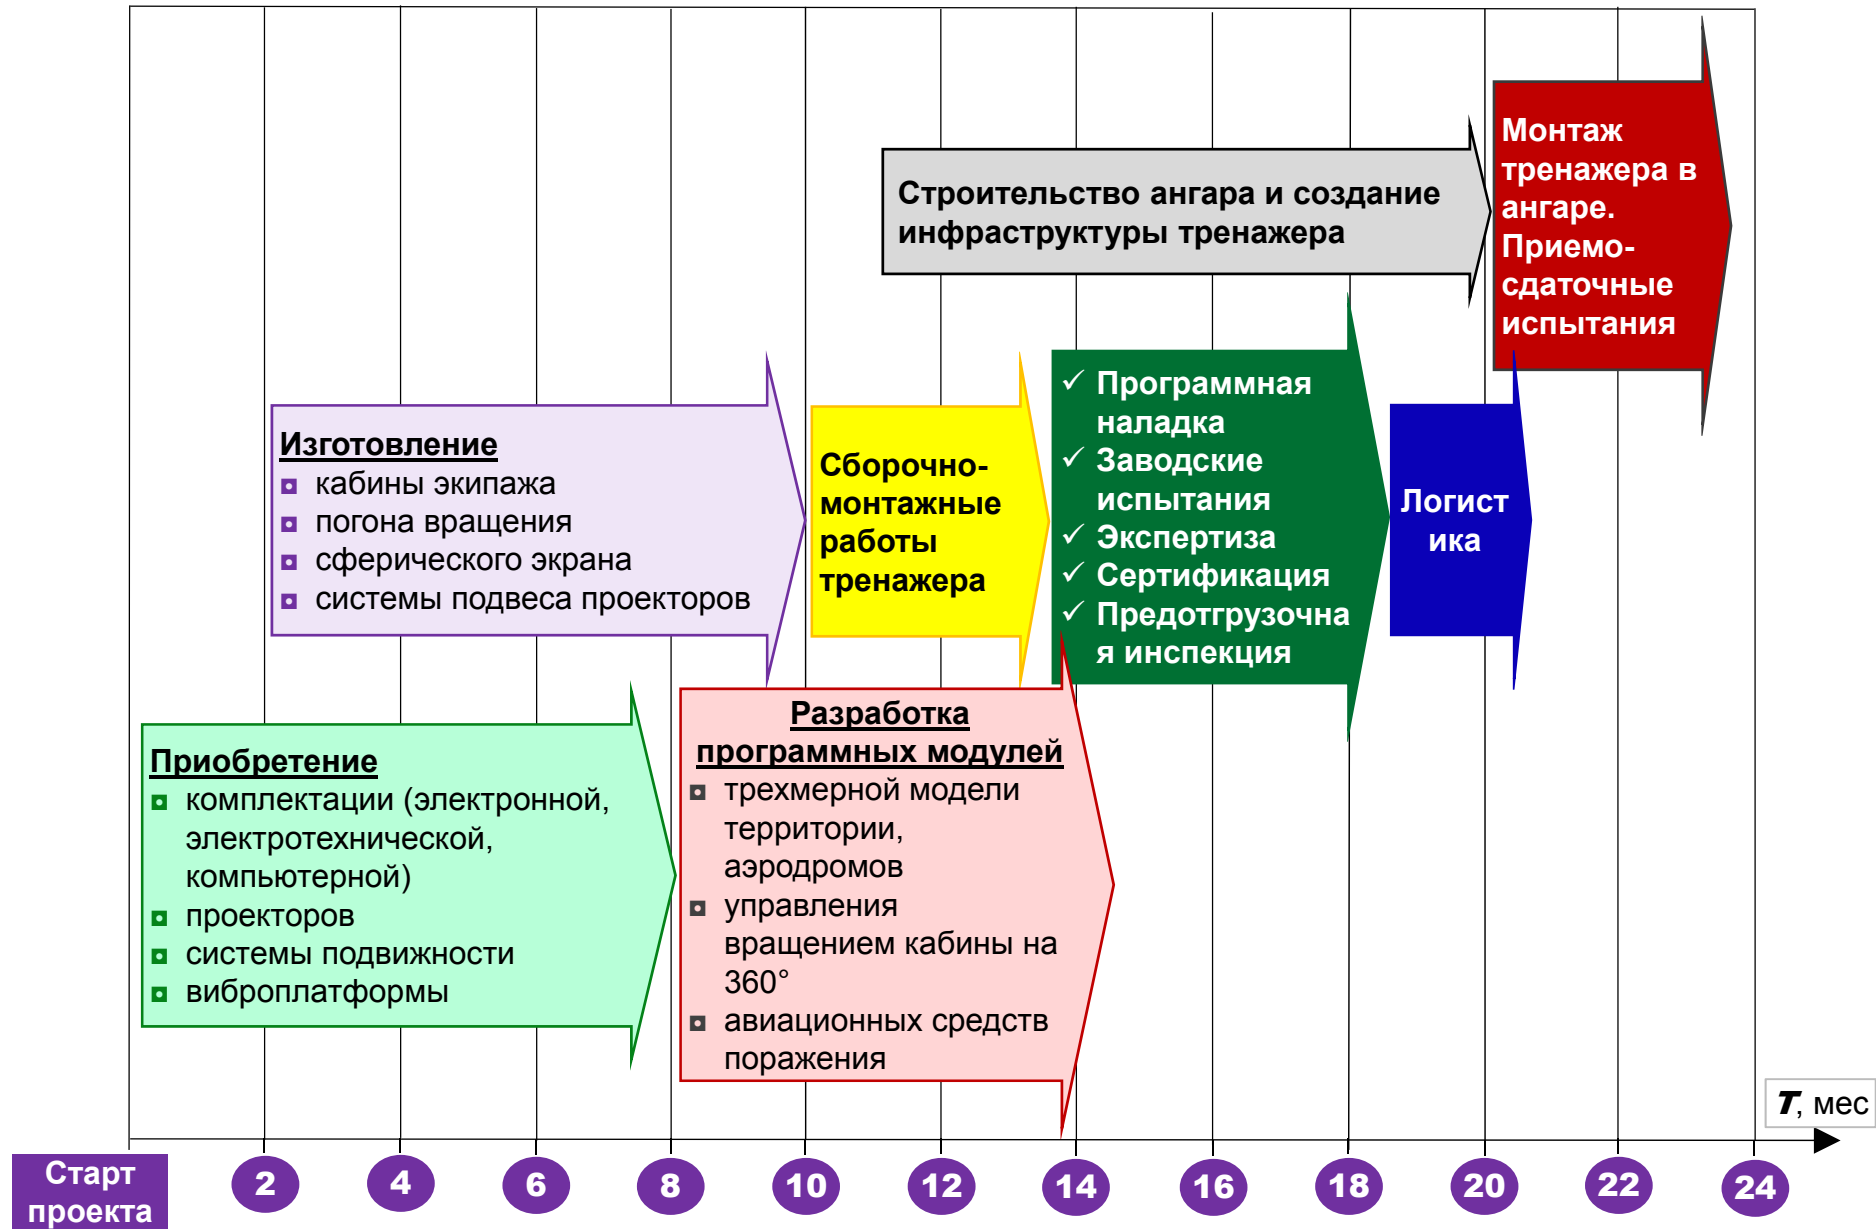 Монтаж
тренажера в
ангаре.
Приемо-
сдаточные
испытания
Строительство ангара и создание
инфраструктуры тренажера
Изготовление
кабины экипажа
погона вращения
сферического экрана
системы подвеса проекторов
Сборочно-
монтажные
работы
тренажера
Программная
наладка
Заводские
испытания
Экспертиза
Сертификация
Предотгрузочна
я инспекция
Логист
ика
Приобретение
комплектации (электронной,
электротехнической,
компьютерной)
проекторов
системы подвижности
виброплатформы
Разработка
программных модулей
трехмерной модели
территории,
аэродромов
управления
вращением кабины на
360°
авиационных средств
поражения
T, мес
Старт
проекта
2
4
6
8
10
12
14
16
18
20
22
24